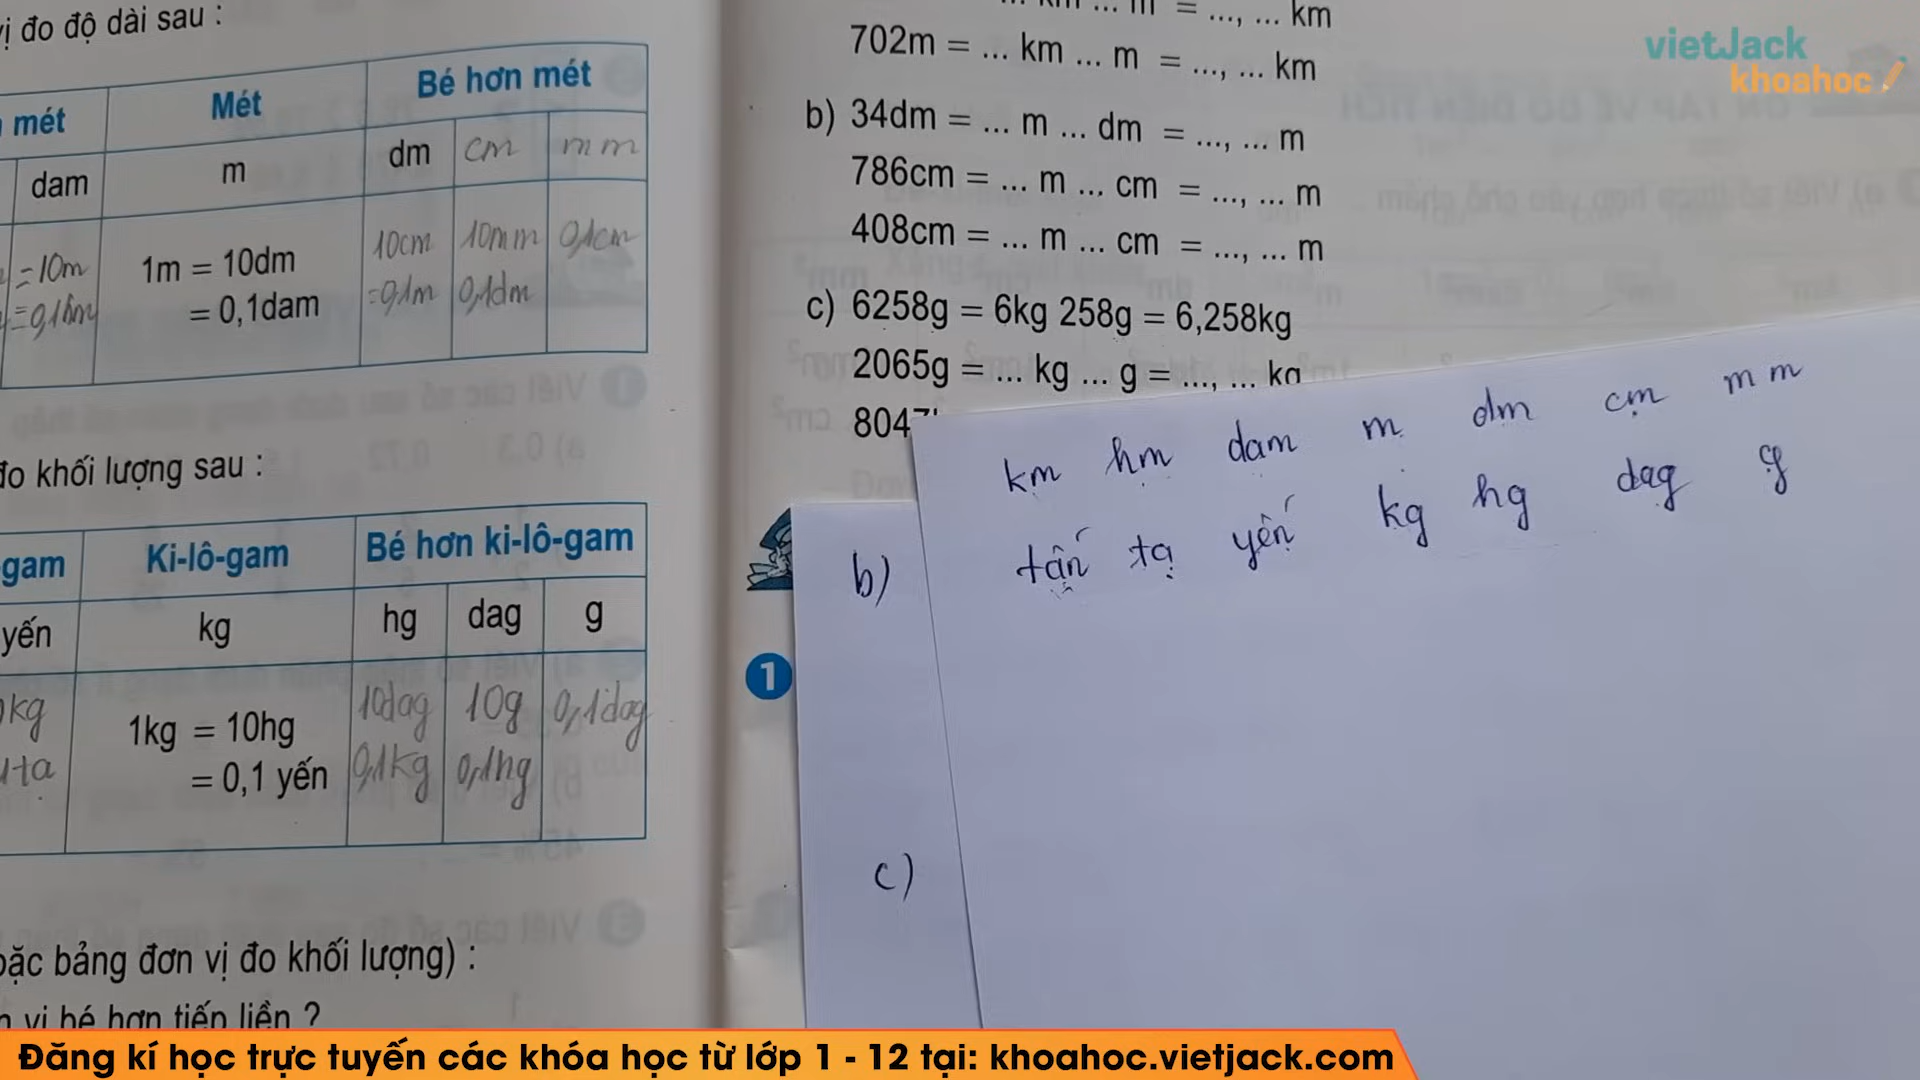 vị đo độ dài sau :
mét Mét Bé hơn mét
dam m dm cm mm
= 10m 1m = 10dm 10cm 10mm 0,1cm
= 0,1dam = 0,1m 0,1dm
đo khối lượng sau :
gam Ki-lô-gam Bé hơn ki-lô-gam
yến kg hg dag g
kg 1kg = 10hg 10dag 10g 0,1dag
= 0,1 yến 0,1kg 0,1hg
bảng đơn vị đo khối lượng) :
vị bé hơn tiếp liền ?
... m = ..., ... km
702m = ... km ... m = ..., ... km
b) 34dm = ... m ... dm = ..., ... m
786cm = ... m ... cm = ..., ... m
408cm = ... m ... cm = ..., ... m
c) 6258g = 6kg 258g = 6,258kg
2065g = ... kg ... g = ..., ... kg
804
1
km hm dam m dm cm mm
b) tấn tạ yến kg hg dag g
c)
vietJack
khoahoc
Đăng kí học trực tuyến các khóa học từ lớp 1 - 12 tại: khoahoc.vietjack.com